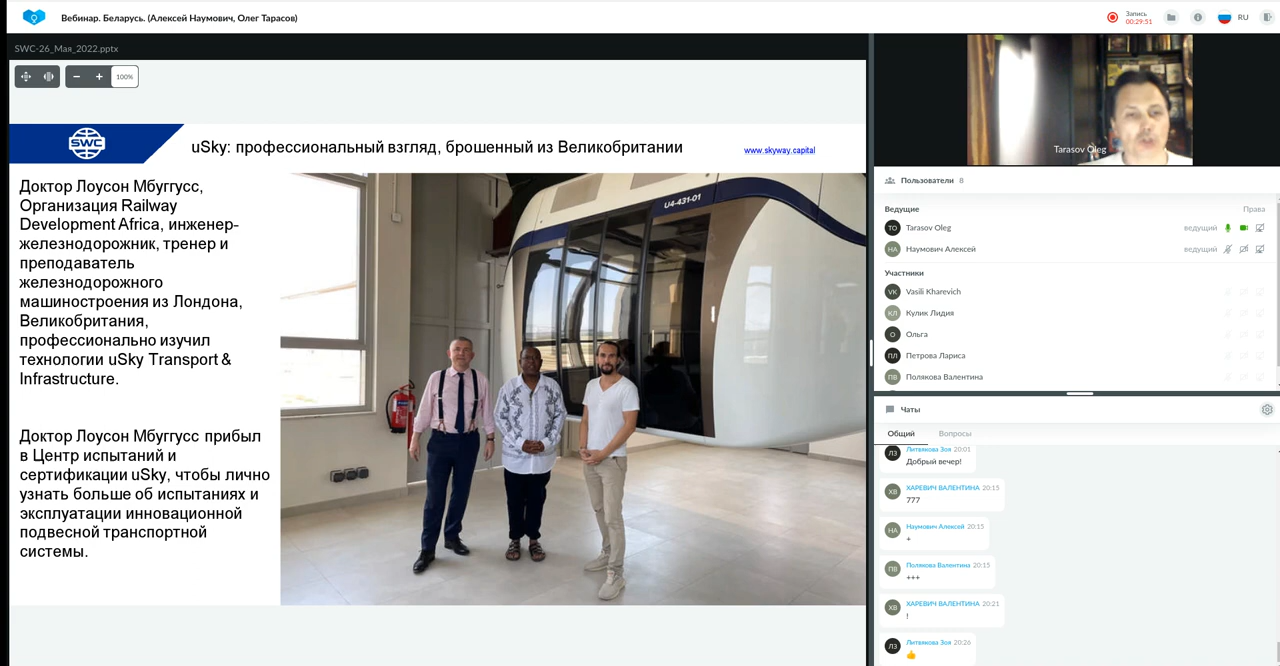 Вебинар. Беларусь. (Алексей Наумович, Олег Тарасов)
Запись
00:29:51
RU
SWC-26_Мая_2022.pptx
100%
SWC
uSky: профессиональный взгляд, брошенный из Великобритании
www.skyway.capital
Доктор Лоусон Мбуггусс,
Организация Railway
Development Africa, инженер-
железнодорожник, тренер и
преподаватель
железнодорожного
машиностроения из Лондона,
Великобритания,
профессионально изучил
технологии uSky Transport &
Infrastructure.
Доктор Лоусон Мбуггусс прибыл
в Центр испытаний и
сертификации uSky, чтобы лично
узнать больше об испытаниях и
эксплуатации инновационной
подвесной транспортной
системы.
U4-431-01
Tarasov Oleg
Пользователи 8
Ведущие Права
TO Tarasov Oleg ведущий
НА Наумович Алексей ведущий
Участники
VK Vasili Kharevich
КЛ Кулик Лидия
О Ольга
ПЛ Петрова Лариса
ПВ Полякова Валентина
Чаты
Общий Вопросы
ЛЗ Литвякова Зоя 20:01
Добрый вечер!
ХВ ХАРЕВИЧ ВАЛЕНТИНА 20:15
777
НА Наумович Алексей 20:15
+
ПВ Полякова Валентина 20:15
+++
ХВ ХАРЕВИЧ ВАЛЕНТИНА 20:21
!
ЛЗ Литвякова Зоя 20:26
👍